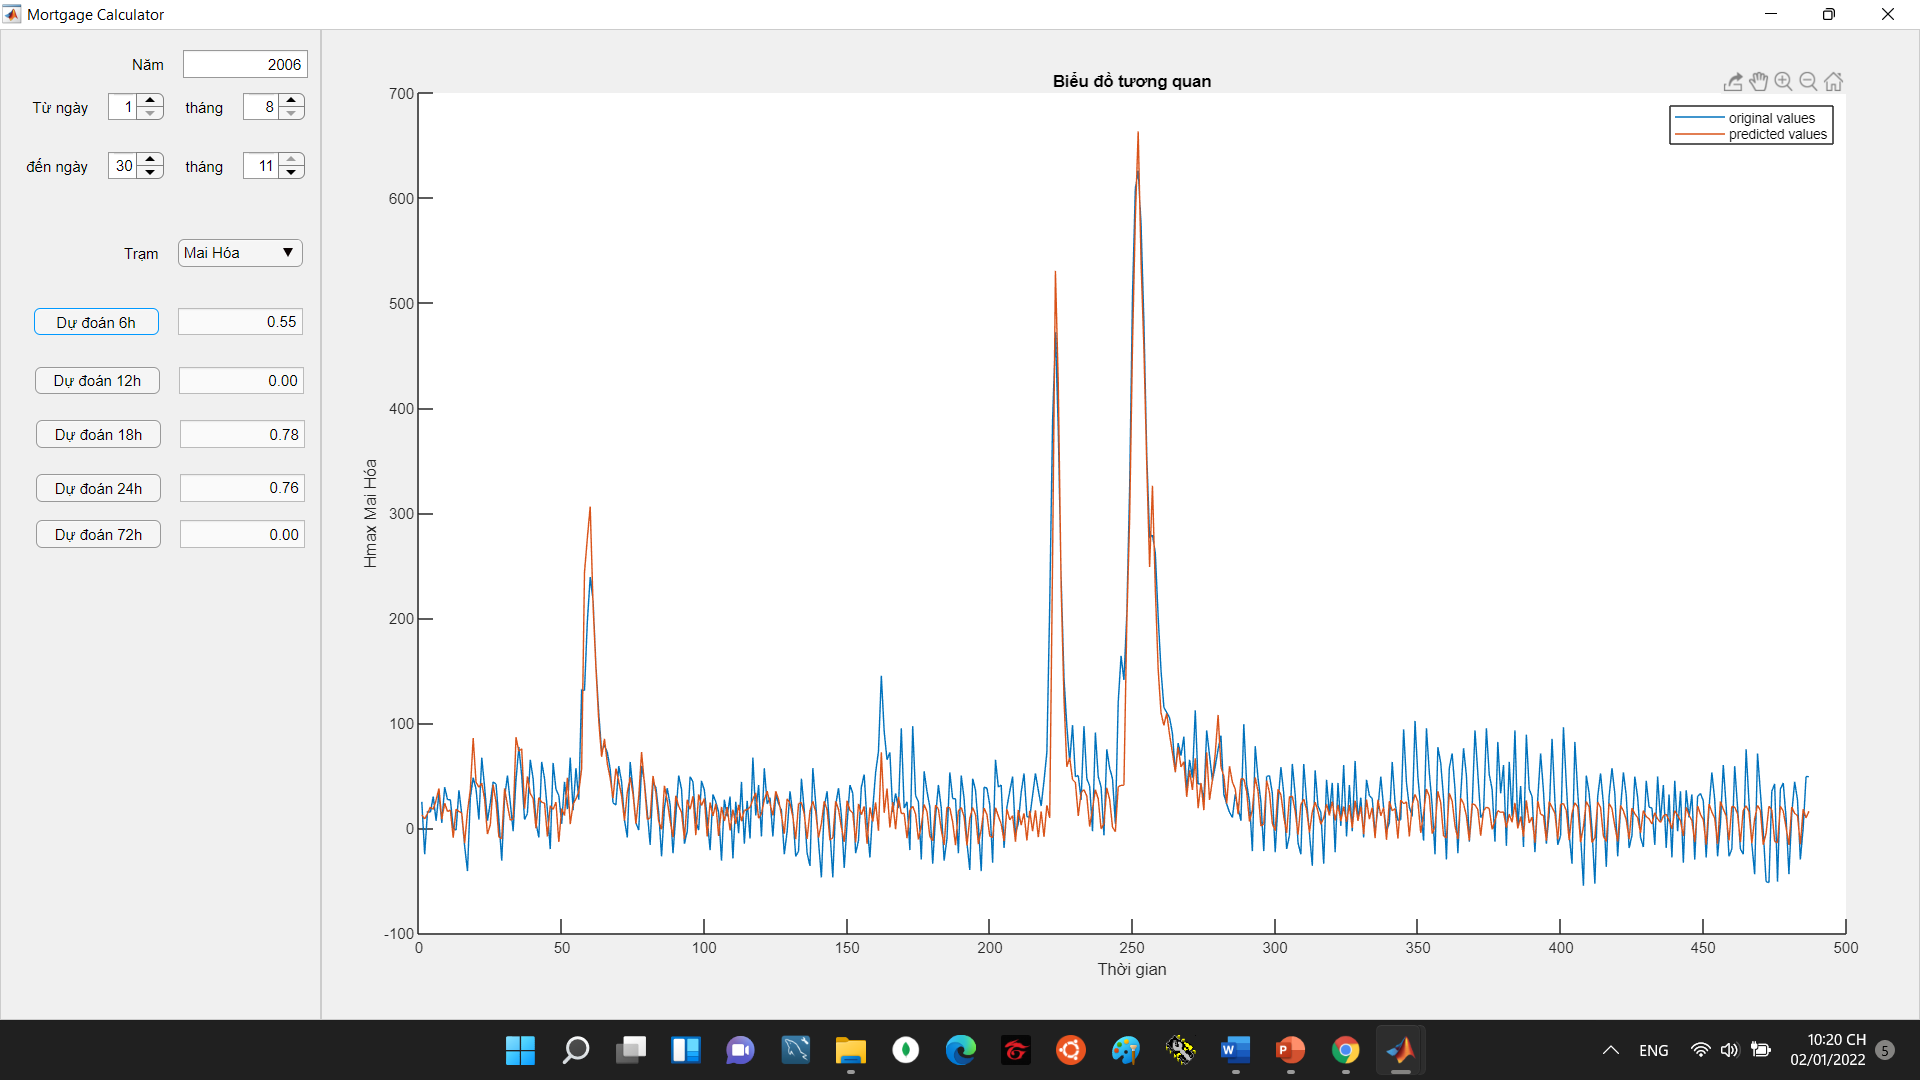 Mortgage Calculator
Năm 2006
Từ ngày 1 tháng 8
đến ngày 30 tháng 11
Trạm Mai Hóa
Dự đoán 6h 0.55
Dự đoán 12h 0.00
Dự đoán 18h 0.78
Dự đoán 24h 0.76
Dự đoán 72h 0.00
Biểu đồ tương quan
original values
predicted values
700
600
500
400
300
200
100
0
-100
Hmax Mai Hóa
0 50 100 150 200 250 300 350 400 450 500
Thời gian
ENG
10:20 CH
02/01/2022
5